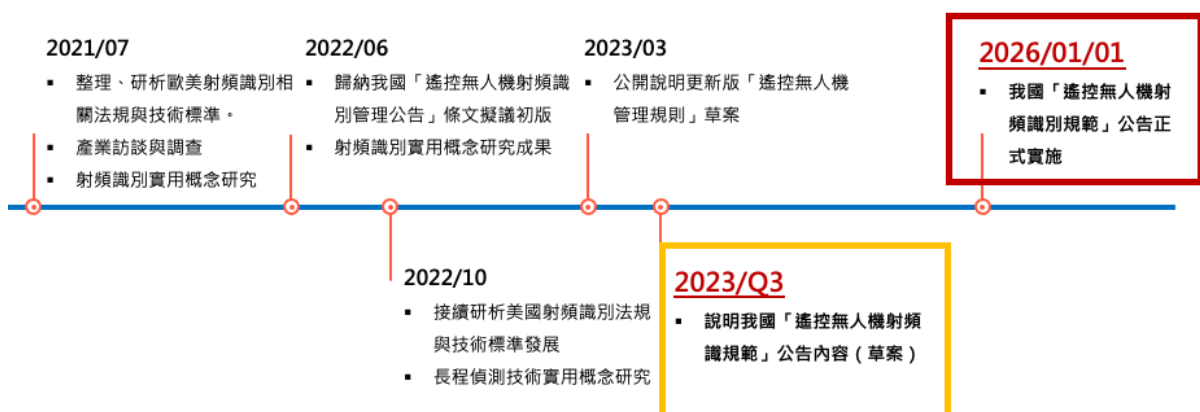 2021/07
▪ 整理、研析歐美射頻識別相
關法規與技術標準。
▪ 產業訪談與調查
▪ 射頻識別實用概念研究
2022/06
▪ 歸納我國「遙控無人機射頻識
別管理公告」條文擬議初版
▪ 射頻識別實用概念研究成果
2022/10
▪ 接續研析美國射頻識別法規
與技術標準發展
▪ 長程偵測技術實用概念研究
2023/03
▪ 公開說明更新版「遙控無人機
管理規則」草案
2023/Q3
▪ 說明我國「遙控無人機射頻
識規範」公告內容(草案)
2026/01/01
▪ 我國「遙控無人機射
頻識別規範」公告正
式實施